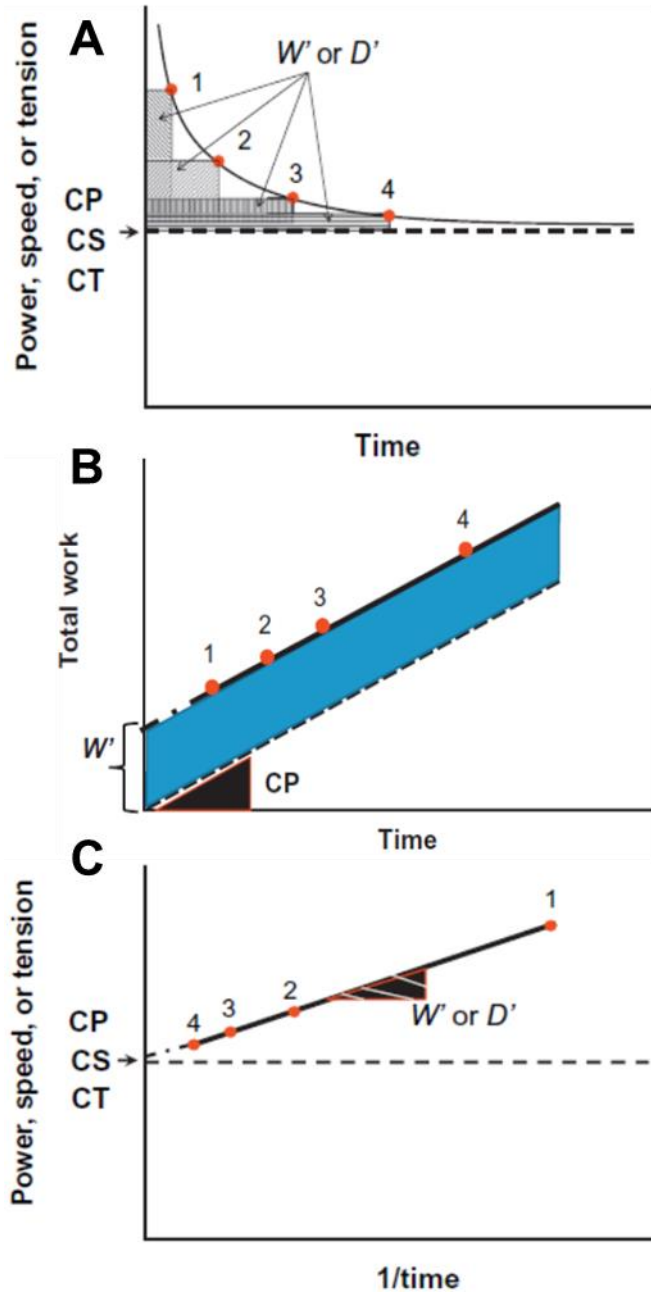 A
W' or D'
1
2
3
4
Power, speed, or tension
CP
CS
CT
Time
B
Total work
1
2
3
4
W'
CP
Time
C
Power, speed, or tension
CP
CS
CT
1
2
3
4
W' or D'
1/time